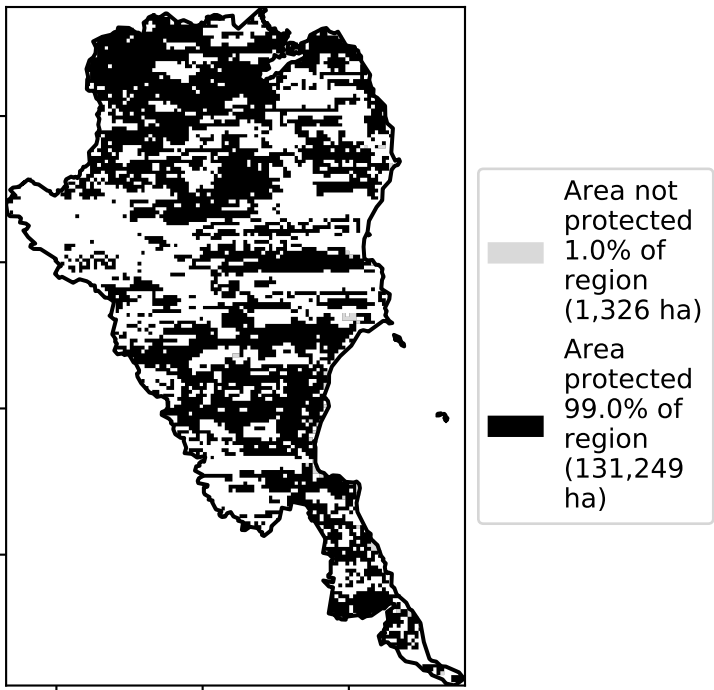 Area not
protected
1.0% of
region
(1,326 ha)
Area
protected
99.0% of
region
(131,249
ha)